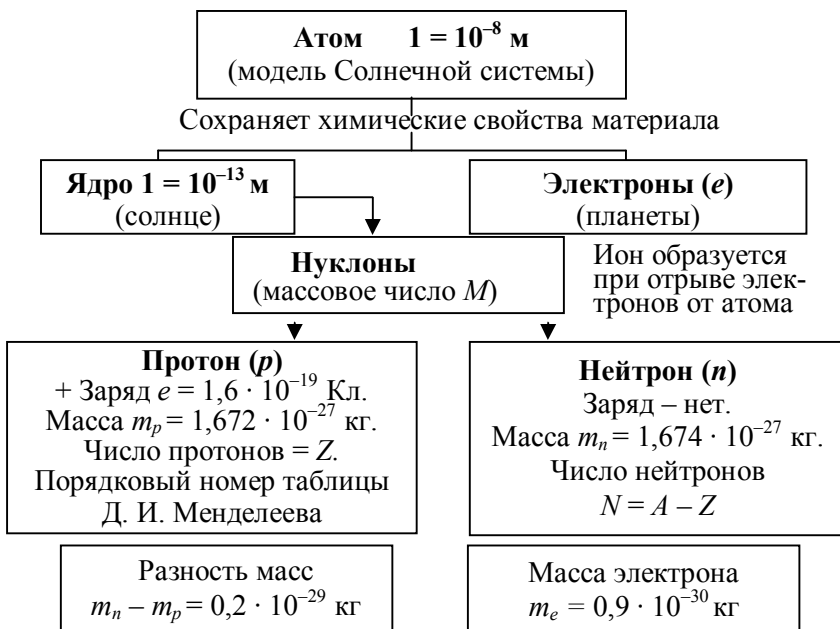 Атом 1 = 10⁻⁸ м
(модель Солнечной системы)
Сохраняет химические свойства материала
Ядро 1 = 10⁻¹³ м
(солнце)
Электроны (e)
(планеты)
Нуклоны
(массовое число M)
Ион образуется
при отрыве элек-
тронов от атома
Протон (p)
+ Заряд e = 1,6 · 10⁻¹⁹ Кл.
Масса mₚ = 1,672 · 10⁻²⁷ кг.
Число протонов = Z.
Порядковый номер таблицы
Д. И. Менделеева
Нейтрон (n)
Заряд – нет.
Масса mₙ = 1,674 · 10⁻²⁷ кг.
Число нейтронов
N = A – Z
Разность масс
mₙ – mₚ = 0,2 · 10⁻²⁹ кг
Масса электрона
mₑ = 0,9 · 10⁻³⁰ кг